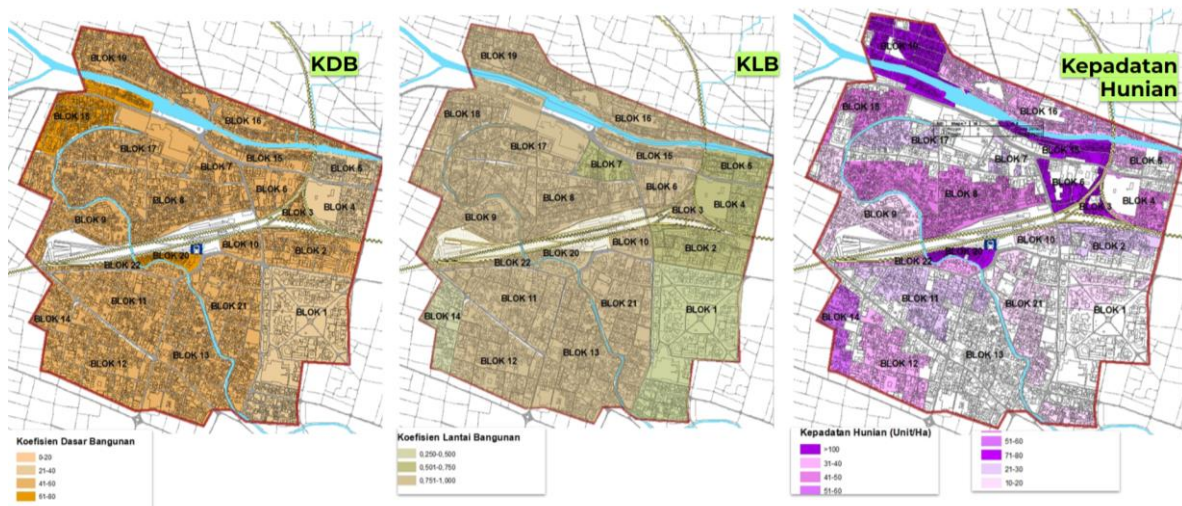 KDB
BLOK 19
BLOK 18
BLOK 16
BLOK 17
BLOK 15
BLOK 7
BLOK 5
BLOK 6
BLOK 8
BLOK 4
BLOK 3
BLOK 9
BLOK 10
BLOK 2
BLOK 20
BLOK 22
BLOK 11
BLOK 21
BLOK 1
BLOK 14
BLOK 13
BLOK 12
Koefisien Dasar Bangunan
0-20
21-40
41-60
61-80
KLB
BLOK 19
BLOK 18
BLOK 16
BLOK 17
BLOK 15
BLOK 7
BLOK 5
BLOK 6
BLOK 8
BLOK 4
BLOK 3
BLOK 9
BLOK 10
BLOK 2
BLOK 20
BLOK 22
BLOK 11
BLOK 21
BLOK 1
BLOK 14
BLOK 13
BLOK 12
Koefisien Lantai Bangunan
0,250-0,500
0,501-0,750
0,751-1,000
Kepadatan
Hunian
BLOK 19
BLOK 18
BLOK 16
BLOK 17
BLOK 15
BLOK 7
BLOK 5
BLOK 6
BLOK 8
BLOK 4
BLOK 3
BLOK 9
BLOK 10
BLOK 2
BLOK 20
BLOK 22
BLOK 11
BLOK 21
BLOK 1
BLOK 14
BLOK 13
BLOK 12
Kepadatan Hunian (Unit/Ha)
>100
31-40
41-50
51-60
51-60
71-80
21-30
10-20